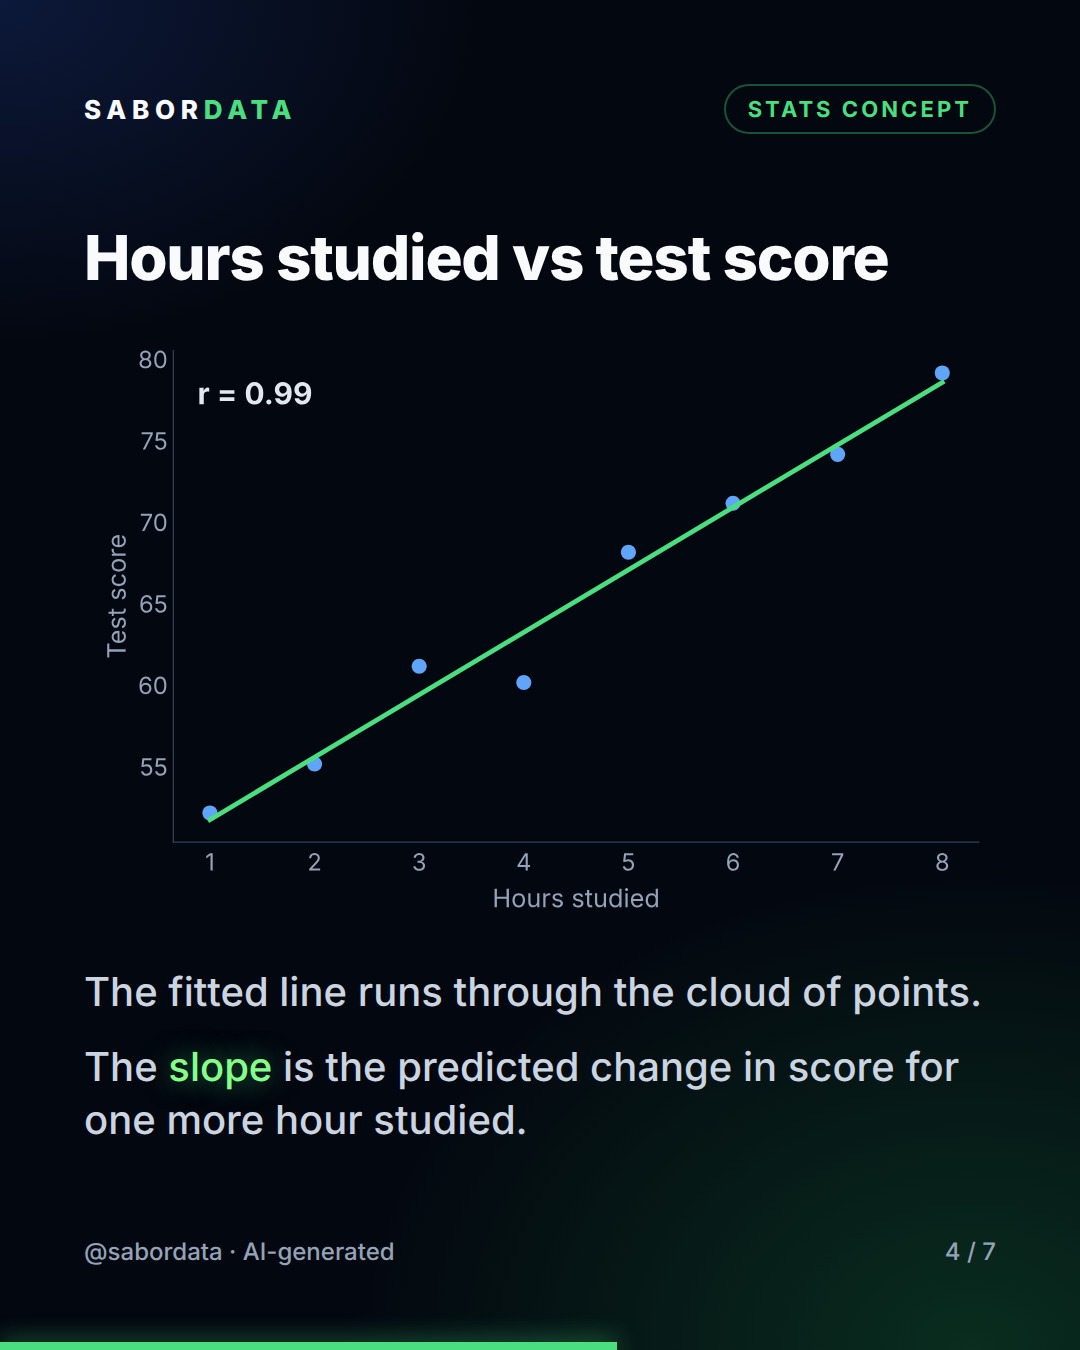 SABORDATA
STATS CONCEPT
Hours studied vs test score
80
r = 0.99
75
70
65
60
55
Test score
1 2 3 4 5 6 7 8
Hours studied
The fitted line runs through the cloud of points.
The slope is the predicted change in score for
one more hour studied.
@sabordata · AI-generated
4 / 7